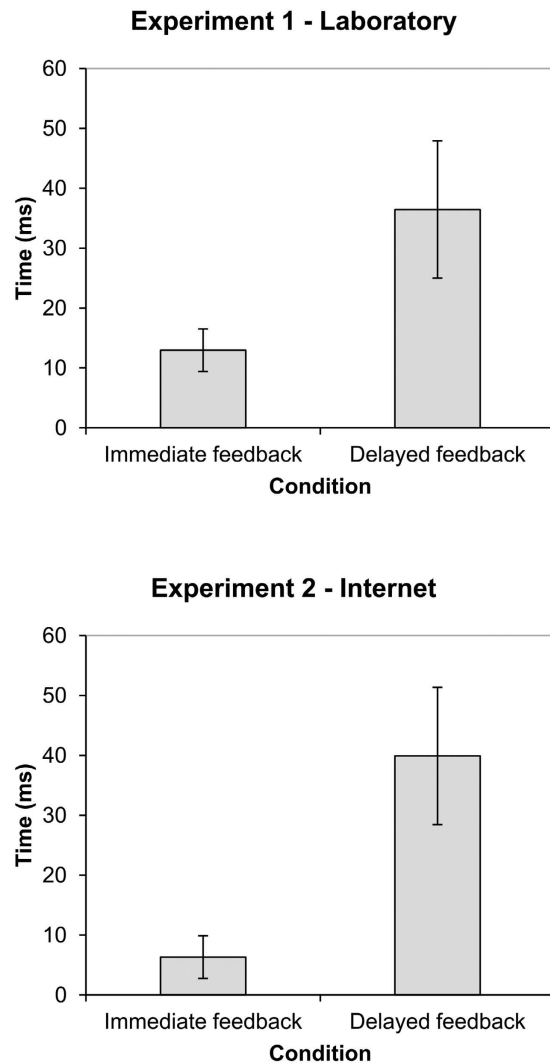 Experiment 1 - Laboratory
60
50
40
30
20
10
0
Time (ms)
Immediate feedback Delayed feedback
Condition
Experiment 2 - Internet
60
50
40
30
20
10
0
Time (ms)
Immediate feedback Delayed feedback
Condition